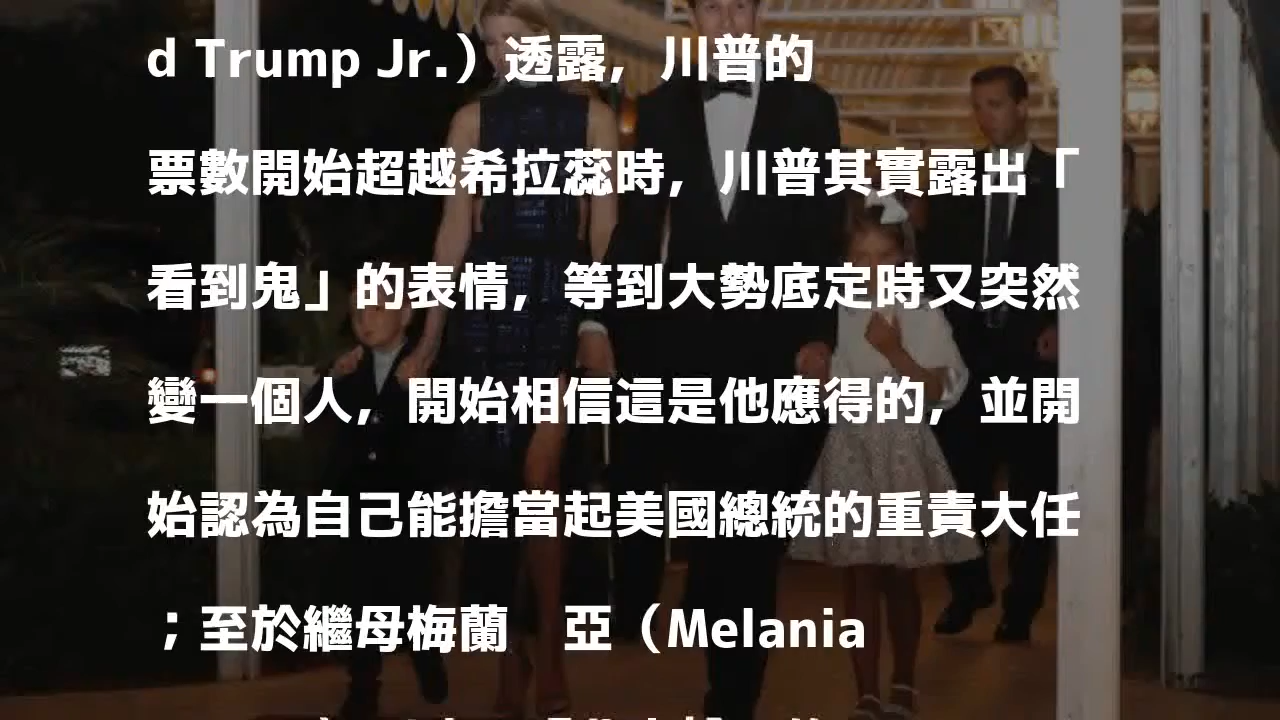 d Trump Jr.）透露，川普的
票數開始超越希拉蕊時，川普其實露出「
看到鬼」的表情，等到大勢底定時又突然
變一個人，開始相信這是他應得的，並開
始認為自己能擔當起美國總統的重責大任
；至於繼母梅蘭　亞（Melania